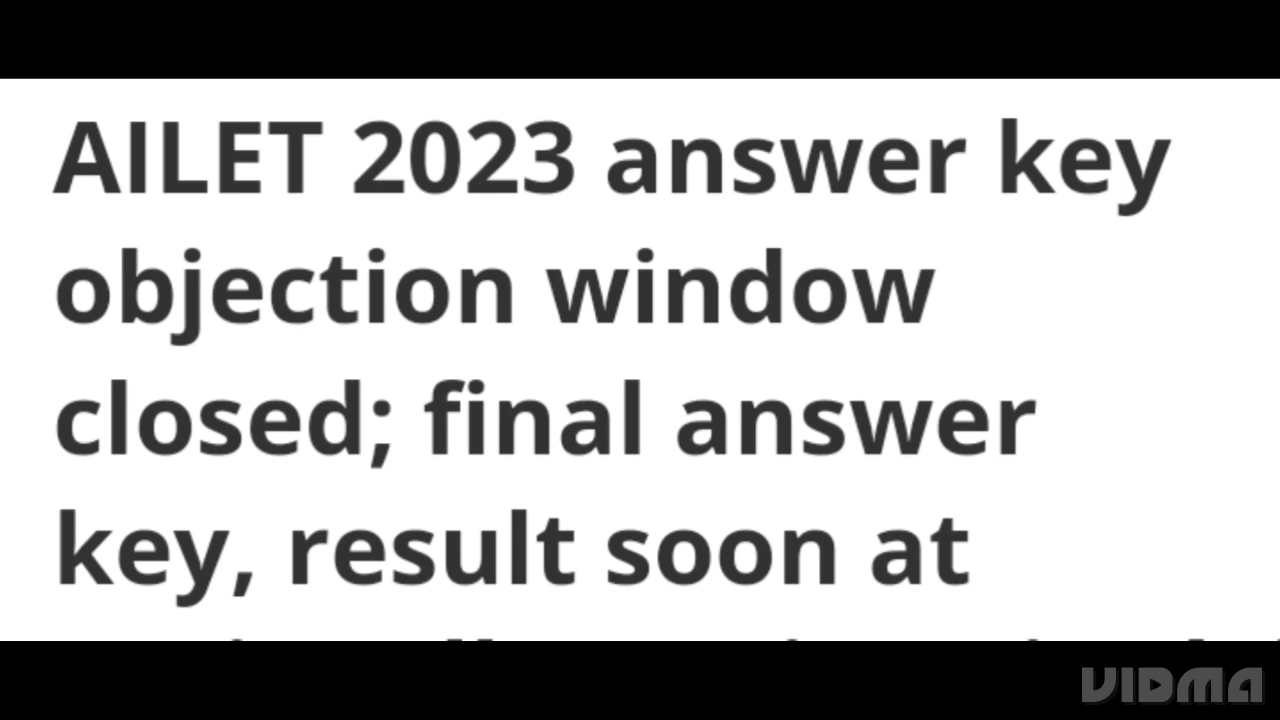 AILET 2023 answer key
objection window
closed; final answer
key, result soon at
VIDMA